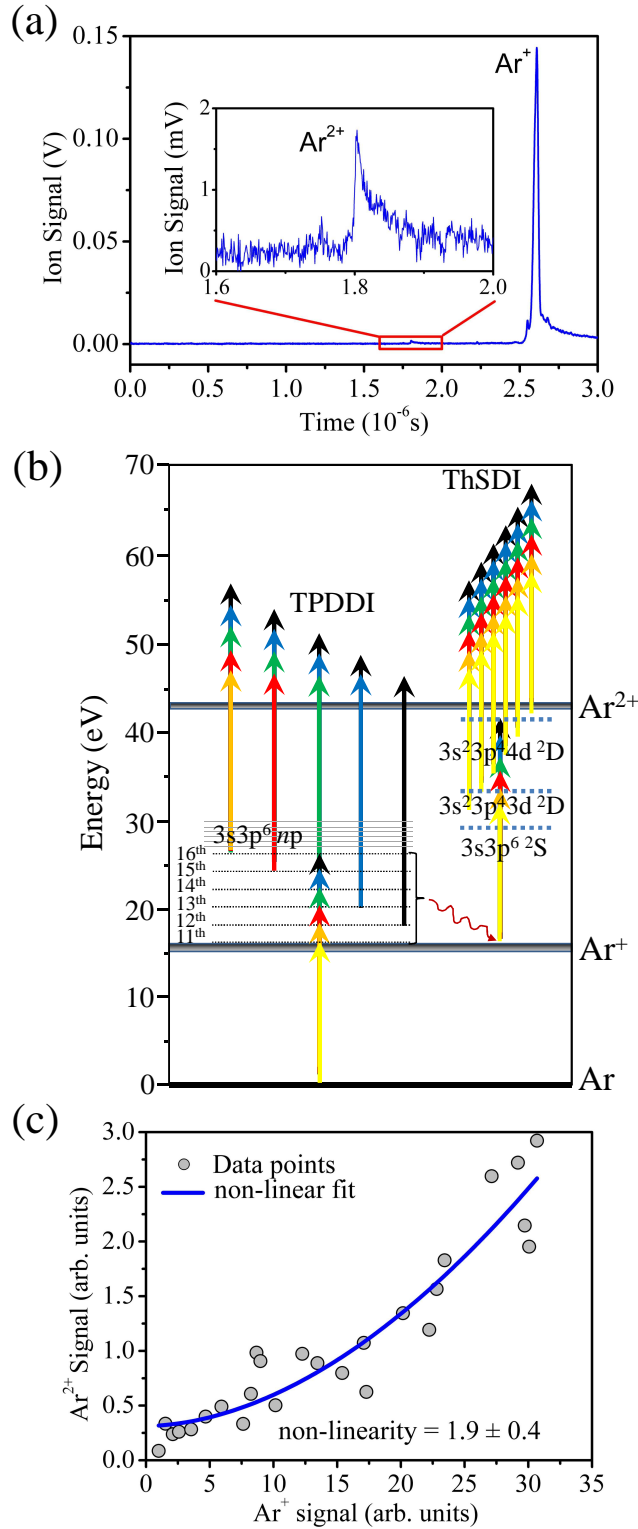 (a)
0.15
0.10
0.05
0.00
Ion Signal (V)
Ar⁺
2
1
0
Ion Signal (mV)
Ar²⁺
1.6 1.8 2.0
0.0 0.5 1.0 1.5 2.0 2.5 3.0
Time (10⁻⁶s)
(b)
70
60
50
40
30
20
10
0
Energy (eV)
ThSDI
TPDDI
Ar²⁺
3s²3p⁴4d ²D
3s²3p⁴3d ²D
3s3p⁶ ²S
3s3p⁶np
16th
15th
14th
13th
12th
11th
Ar⁺
Ar
(c)
3.0
2.5
2.0
1.5
1.0
0.5
0.0
Ar²⁺ Signal (arb. units)
Data points
non-linear fit
non-linearity = 1.9 ± 0.4
0 5 10 15 20 25 30 35
Ar⁺ signal (arb. units)